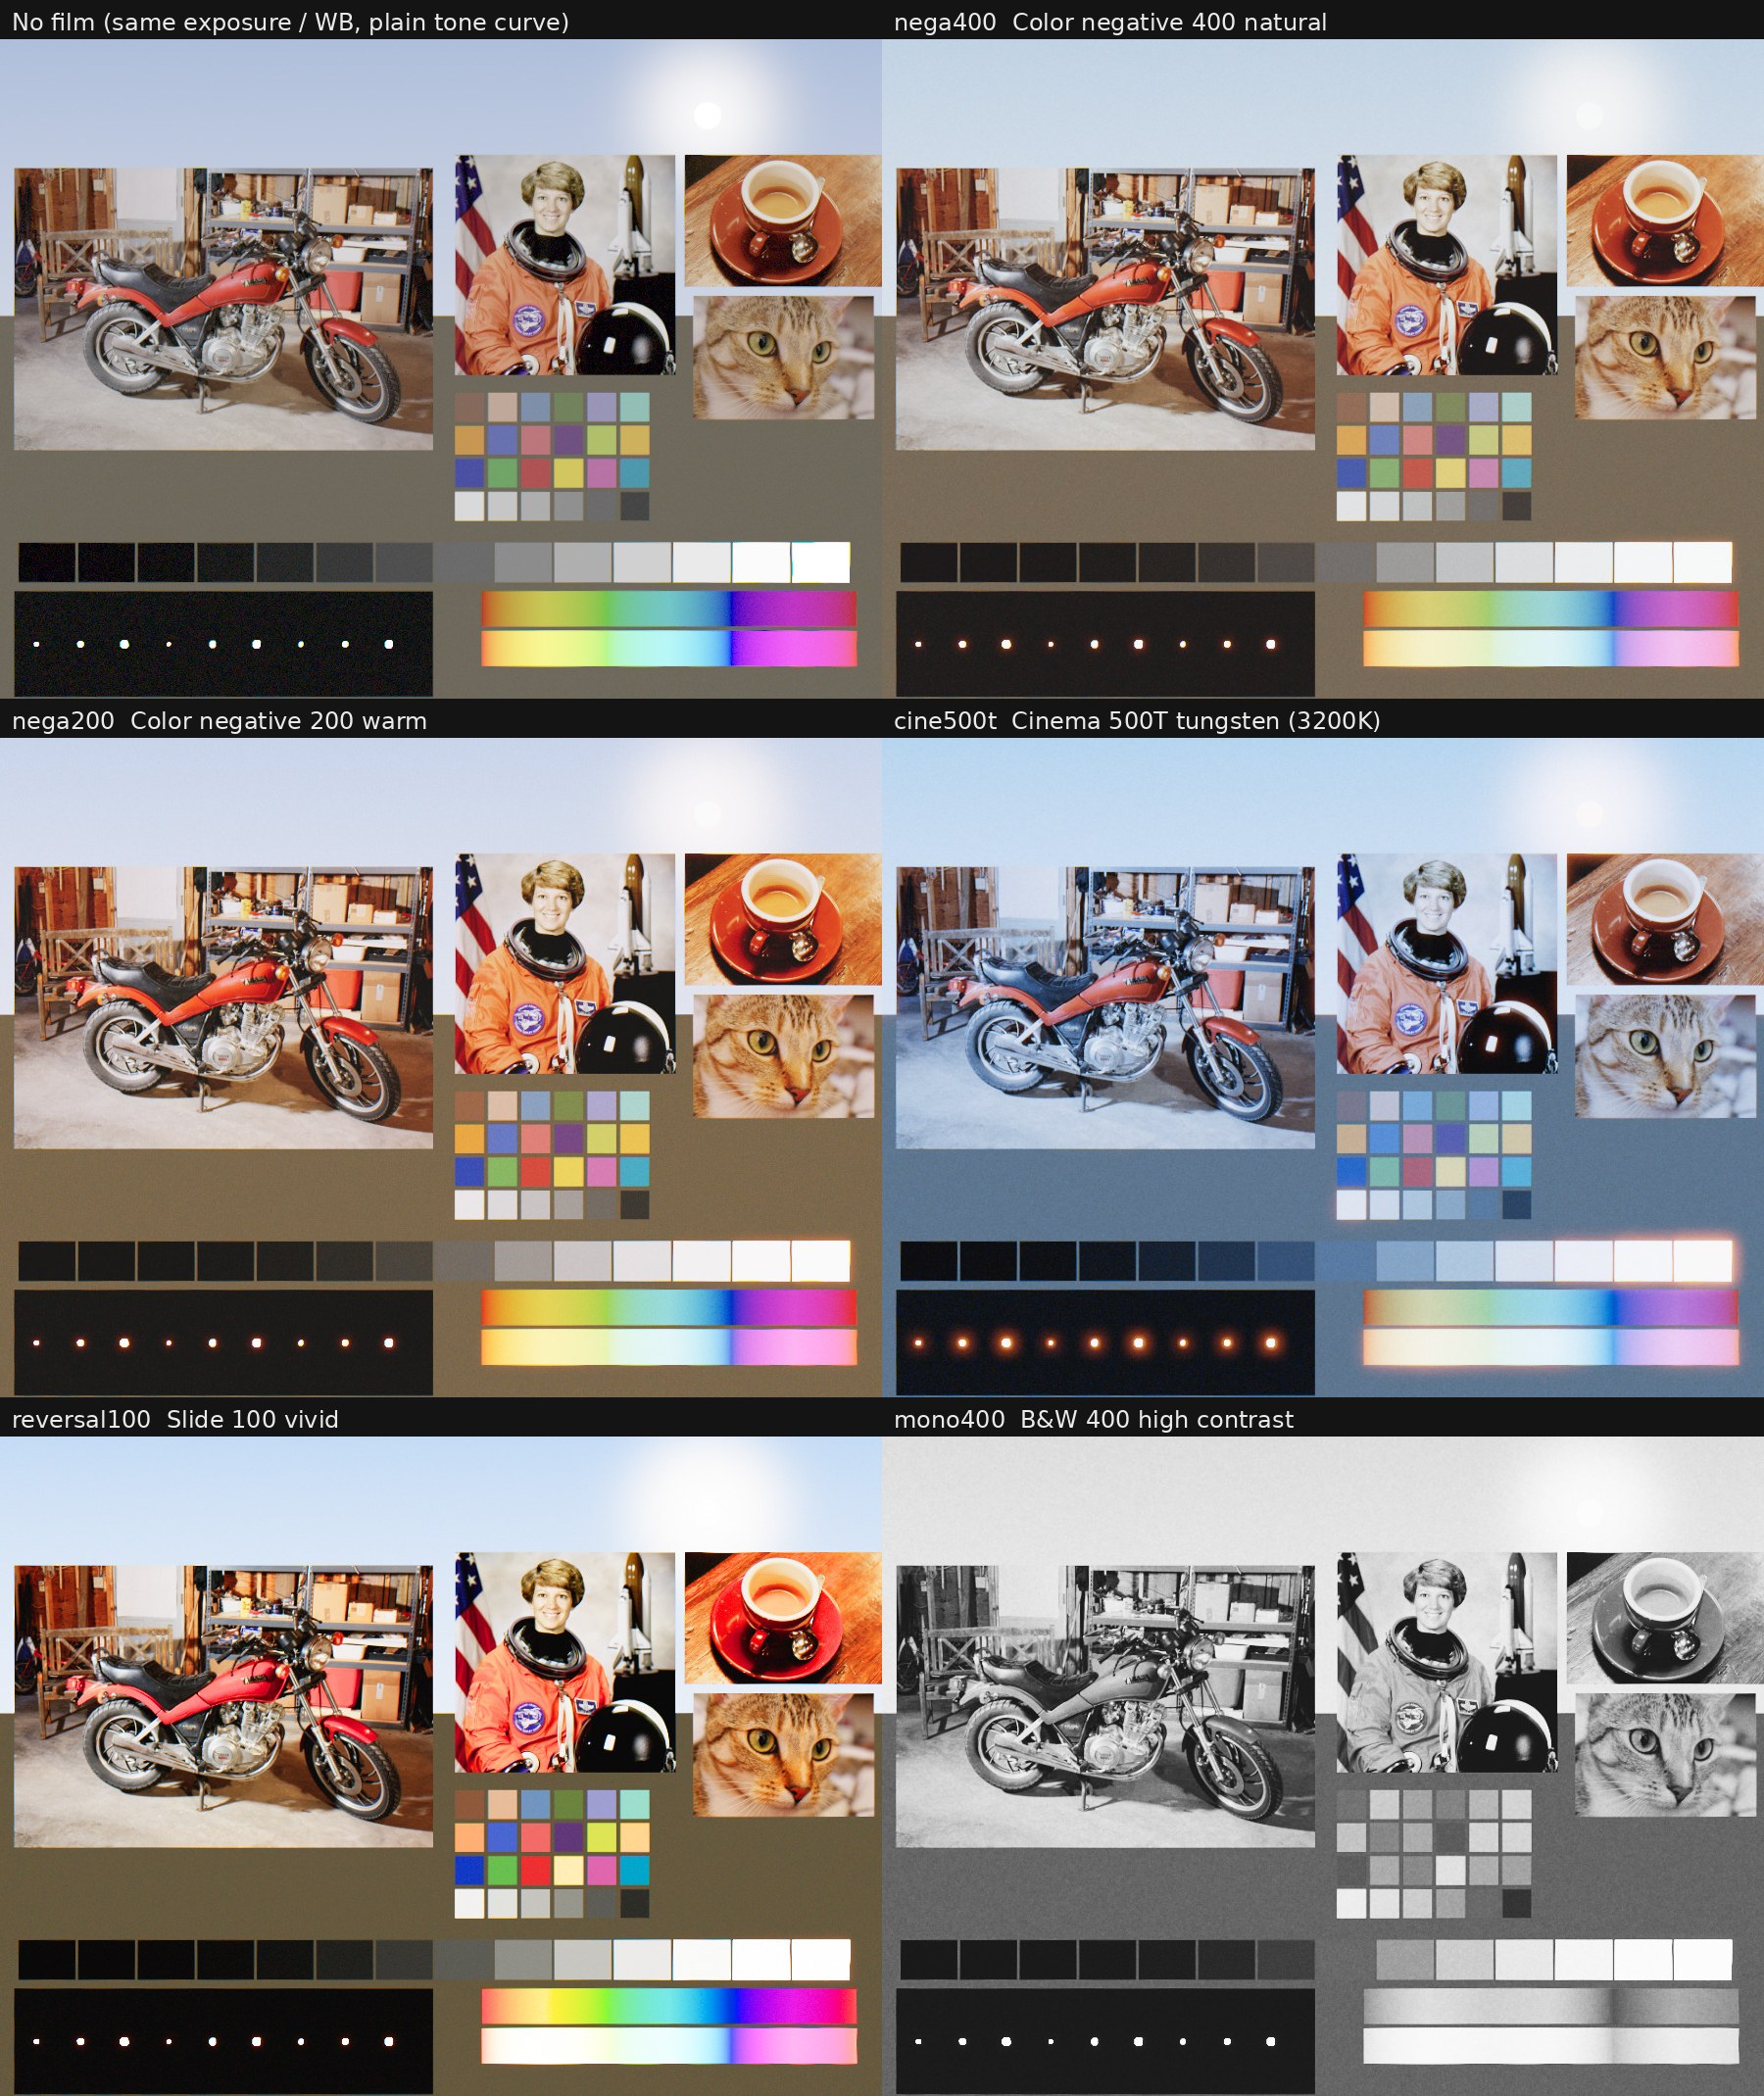 No film (same exposure / WB, plain tone curve)
nega400  Color negative 400 natural
nega200  Color negative 200 warm
cine500t  Cinema 500T tungsten (3200K)
reversal100  Slide 100 vivid
mono400  B&W 400 high contrast